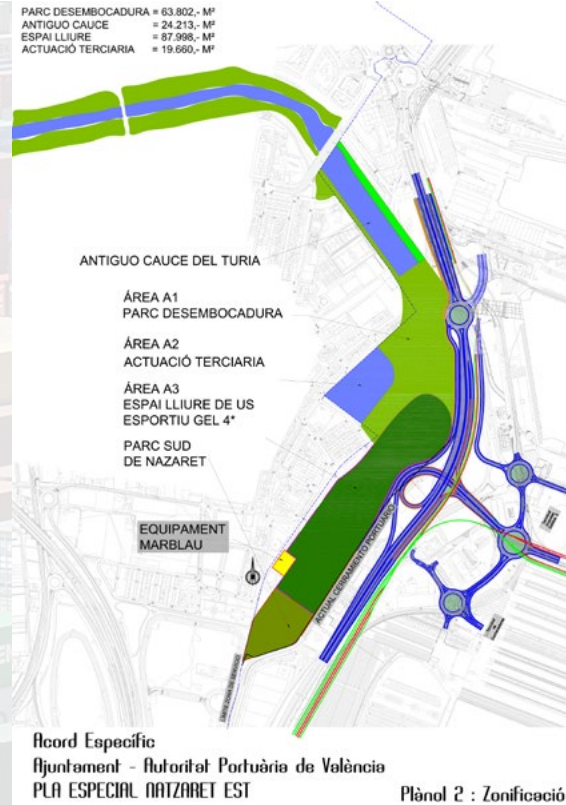 PARC DESEMBOCADURA = 63.802,- M²
ANTIGUO CAUCE = 24.213,- M²
ESPAI LLIURE = 87.998,- M²
ACTUACIÓ TERCIARIA = 19.660,- M²
ANTIGUO CAUCE DEL TURIA
ÁREA A1
PARC DESEMBOCADURA
ÁREA A2
ACTUACIÓ TERCIARIA
ÁREA A3
ESPAI LLIURE DE US
ESPORTIU GEL 4*
PARC SUD
DE NAZARET
EQUIPAMENT
MARBLAU
ACTUAL CERRAMIENTO PORTUÁRIO
Acord Específic
Ajuntament - Autoritat Portuària de València
PLA ESPECIAL NATZARET EST
Plànol 2 : Zonificació